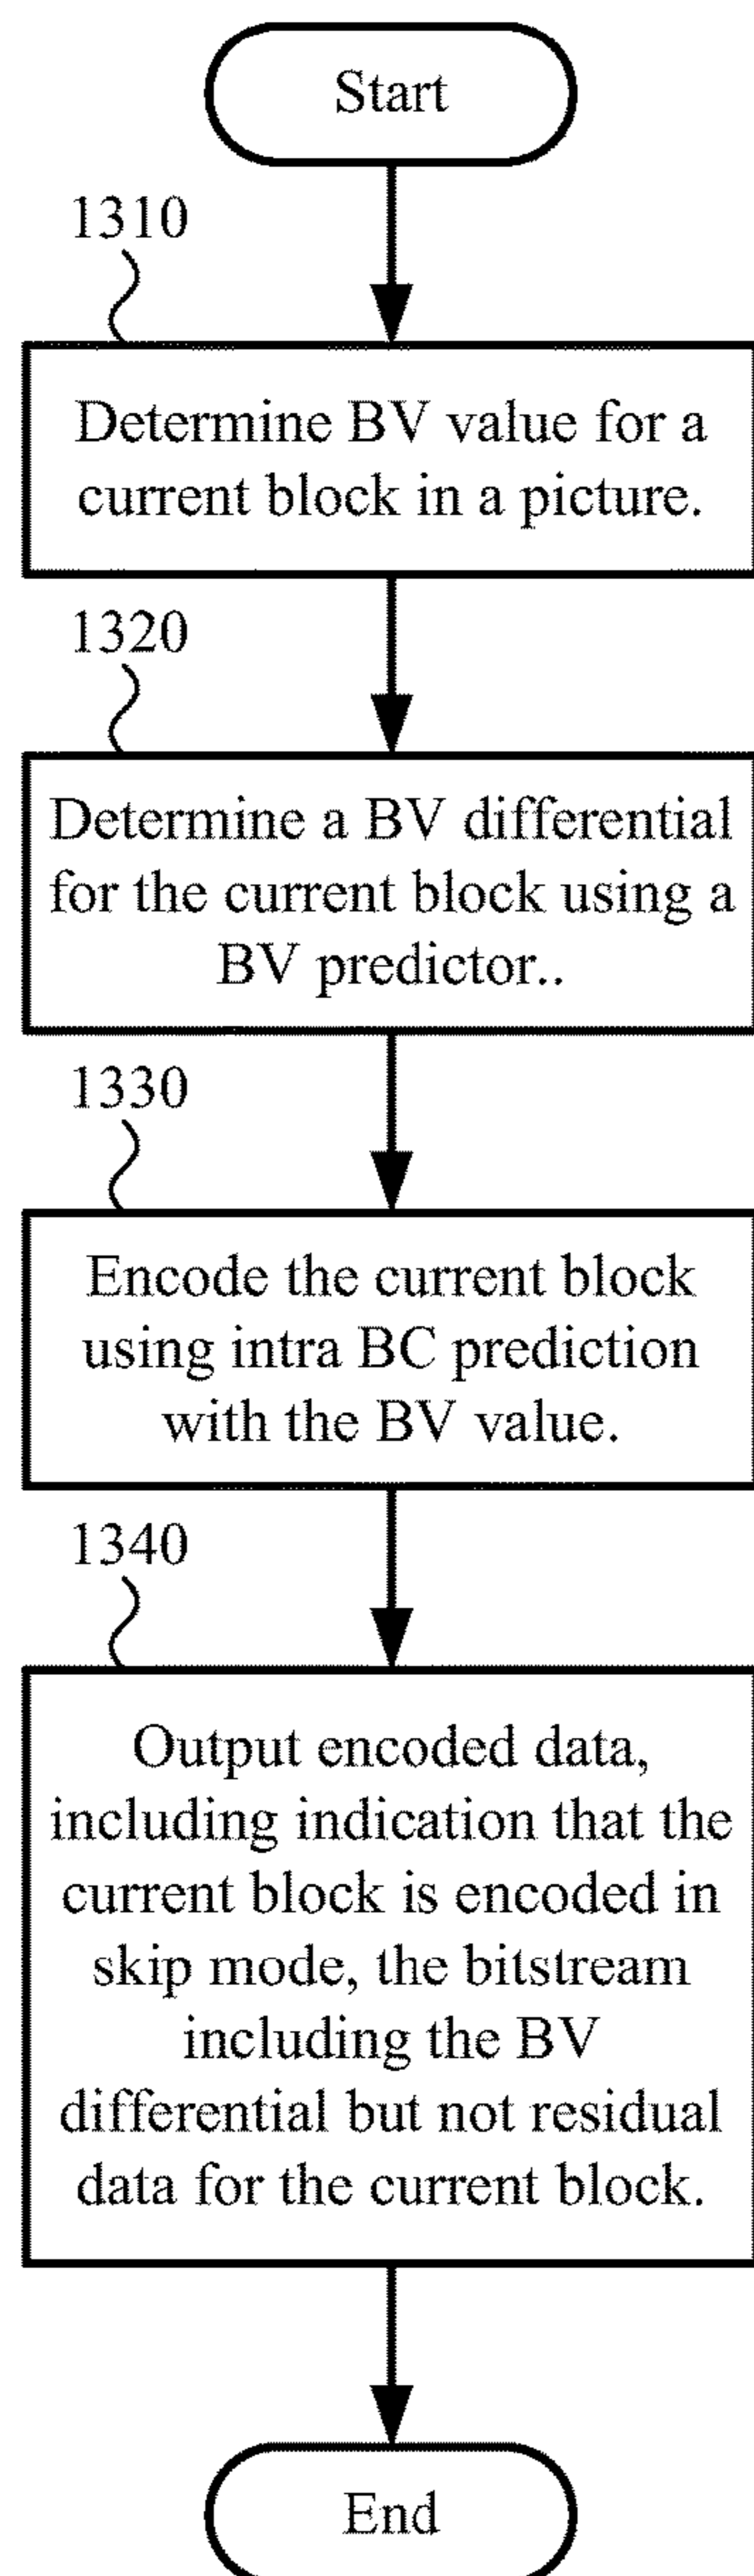 Start
1310
Determine BV value for a
current block in a picture.
1320
Determine a BV differential
for the current block using a
BV predictor..
1330
Encode the current block
using intra BC prediction
with the BV value.
1340
Output encoded data,
including indication that the
current block is encoded in
skip mode, the bitstream
including the BV
differential but not residual
data for the current block.
End